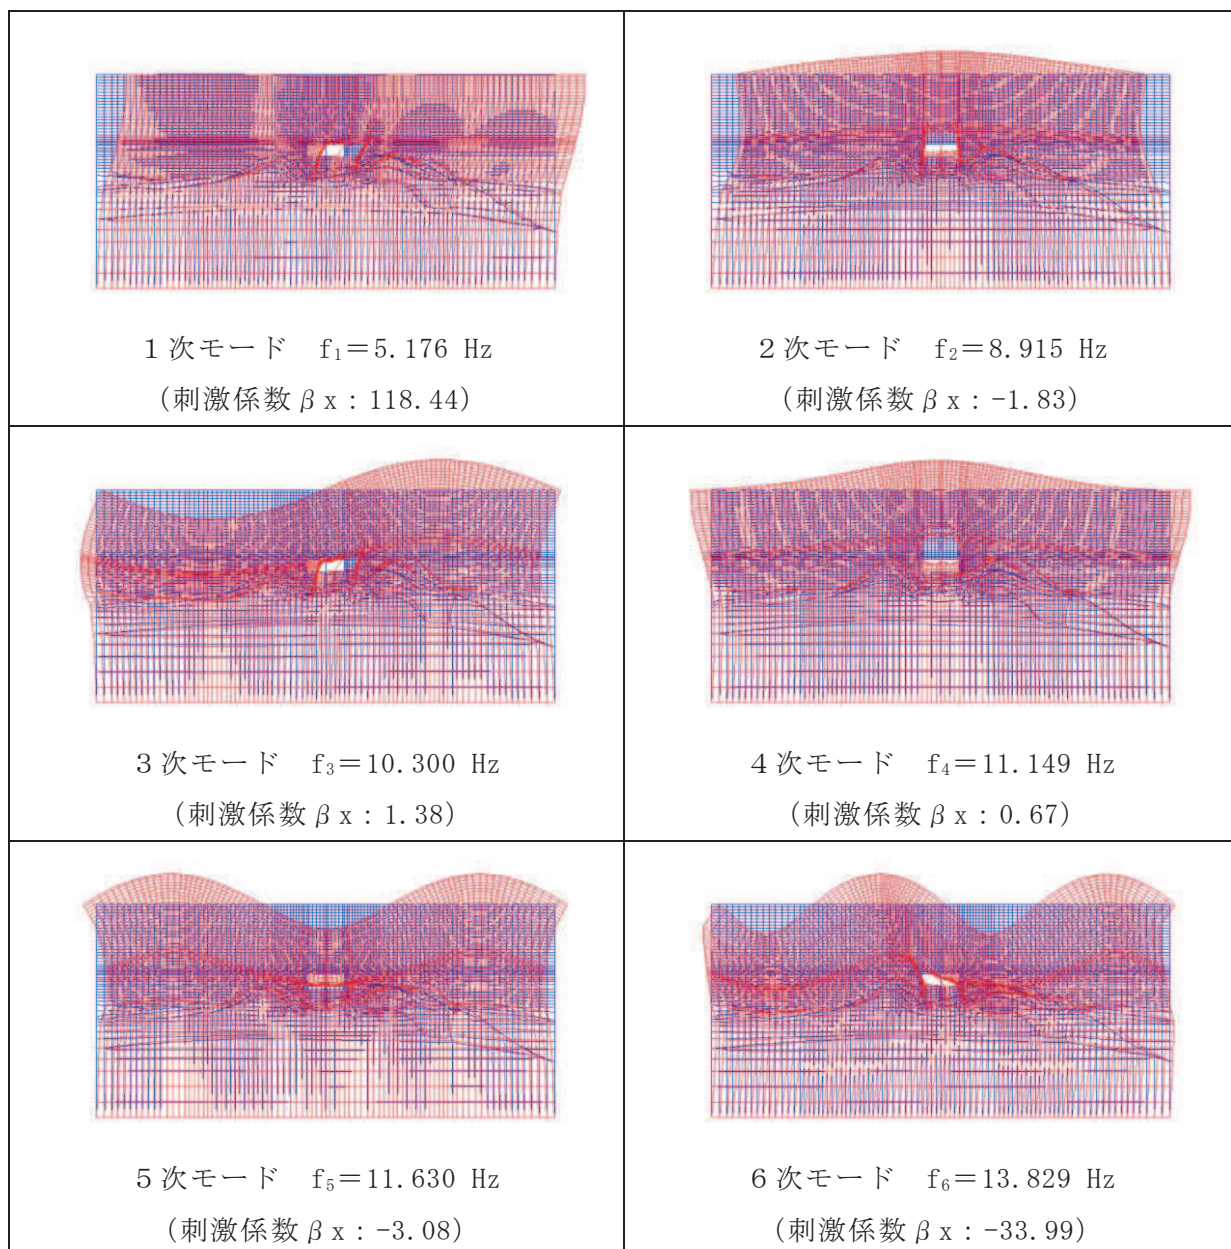 1次モード f₁＝5.176 Hz
(刺激係数βx：118.44)
2次モード f₂＝8.915 Hz
(刺激係数βx：-1.83)
3次モード f₃＝10.300 Hz
(刺激係数βx：1.38)
4次モード f₄＝11.149 Hz
(刺激係数βx：0.67)
5次モード f₅＝11.630 Hz
(刺激係数βx：-3.08)
6次モード f₆＝13.829 Hz
(刺激係数βx：-33.99)